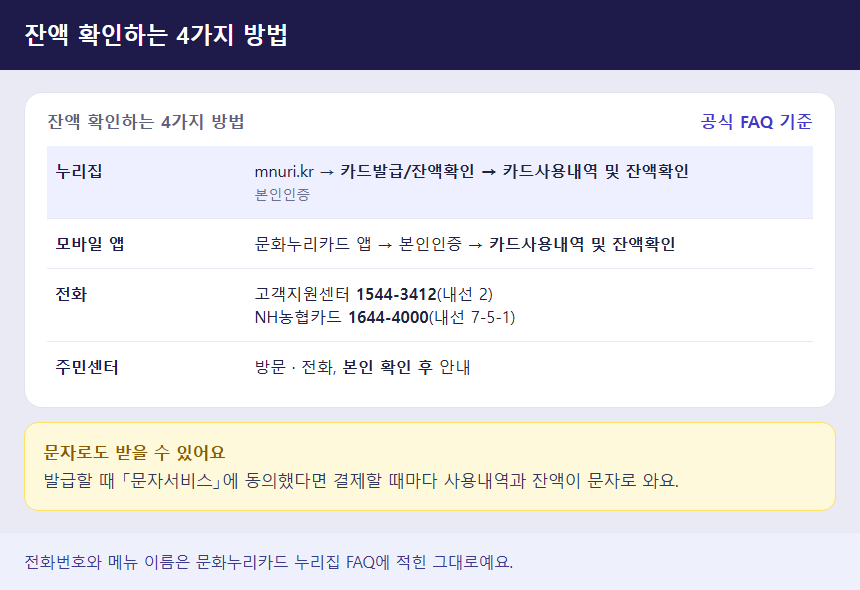 잔액 확인하는 4가지 방법
잔액 확인하는 4가지 방법
공식 FAQ 기준
누리집
mnuri.kr → 카드발급/잔액확인 → 카드사용내역 및 잔액확인
본인인증
모바일 앱
문화누리카드 앱 → 본인인증 → 카드사용내역 및 잔액확인
전화
고객지원센터 1544-3412(내선 2)
NH농협카드 1644-4000(내선 7-5-1)
주민센터
방문 · 전화, 본인 확인 후 안내
문자로도 받을 수 있어요
발급할 때 「문자서비스」에 동의했다면 결제할 때마다 사용내역과 잔액이 문자로 와요.
전화번호와 메뉴 이름은 문화누리카드 누리집 FAQ에 적힌 그대로예요.